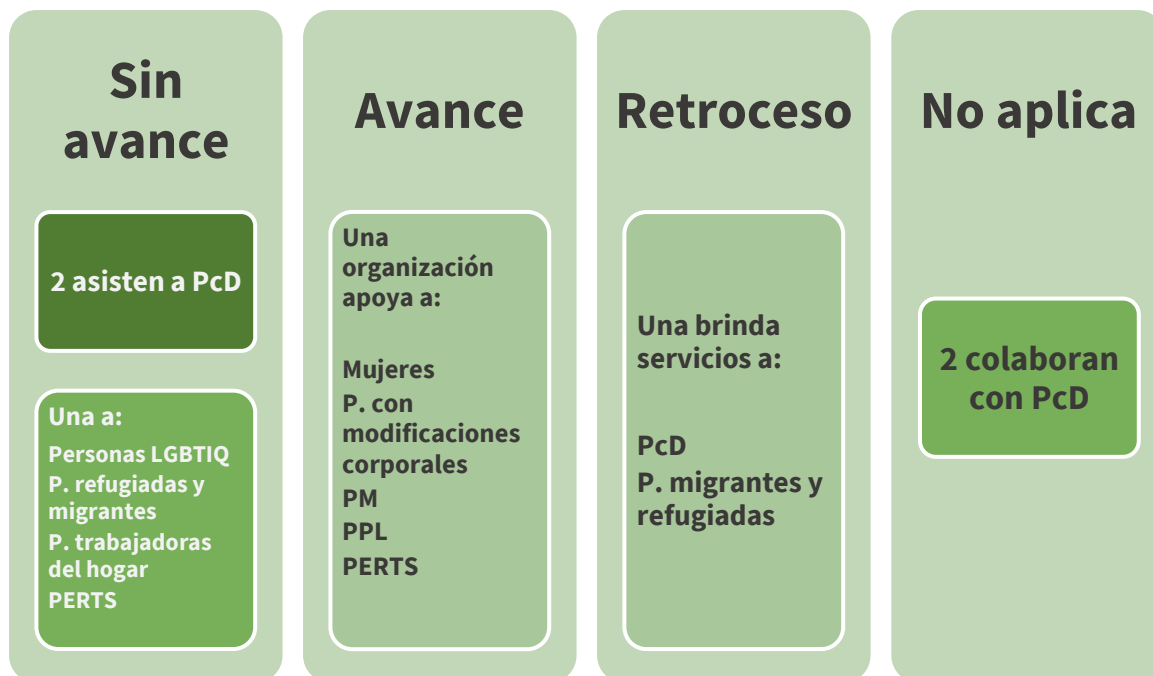 Sin
avance
2 asisten a PcD
Una a:
Personas LGBTIQ
P. refugiadas y
migrantes
P. trabajadoras
del hogar
PERTS
Avance
Una
organización
apoya a:
Mujeres
P. con
modificaciones
corporales
PM
PPL
PERTS
Retroceso
Una brinda
servicios a:
PcD
P. migrantes y
refugiadas
No aplica
2 colaboran
con PcD